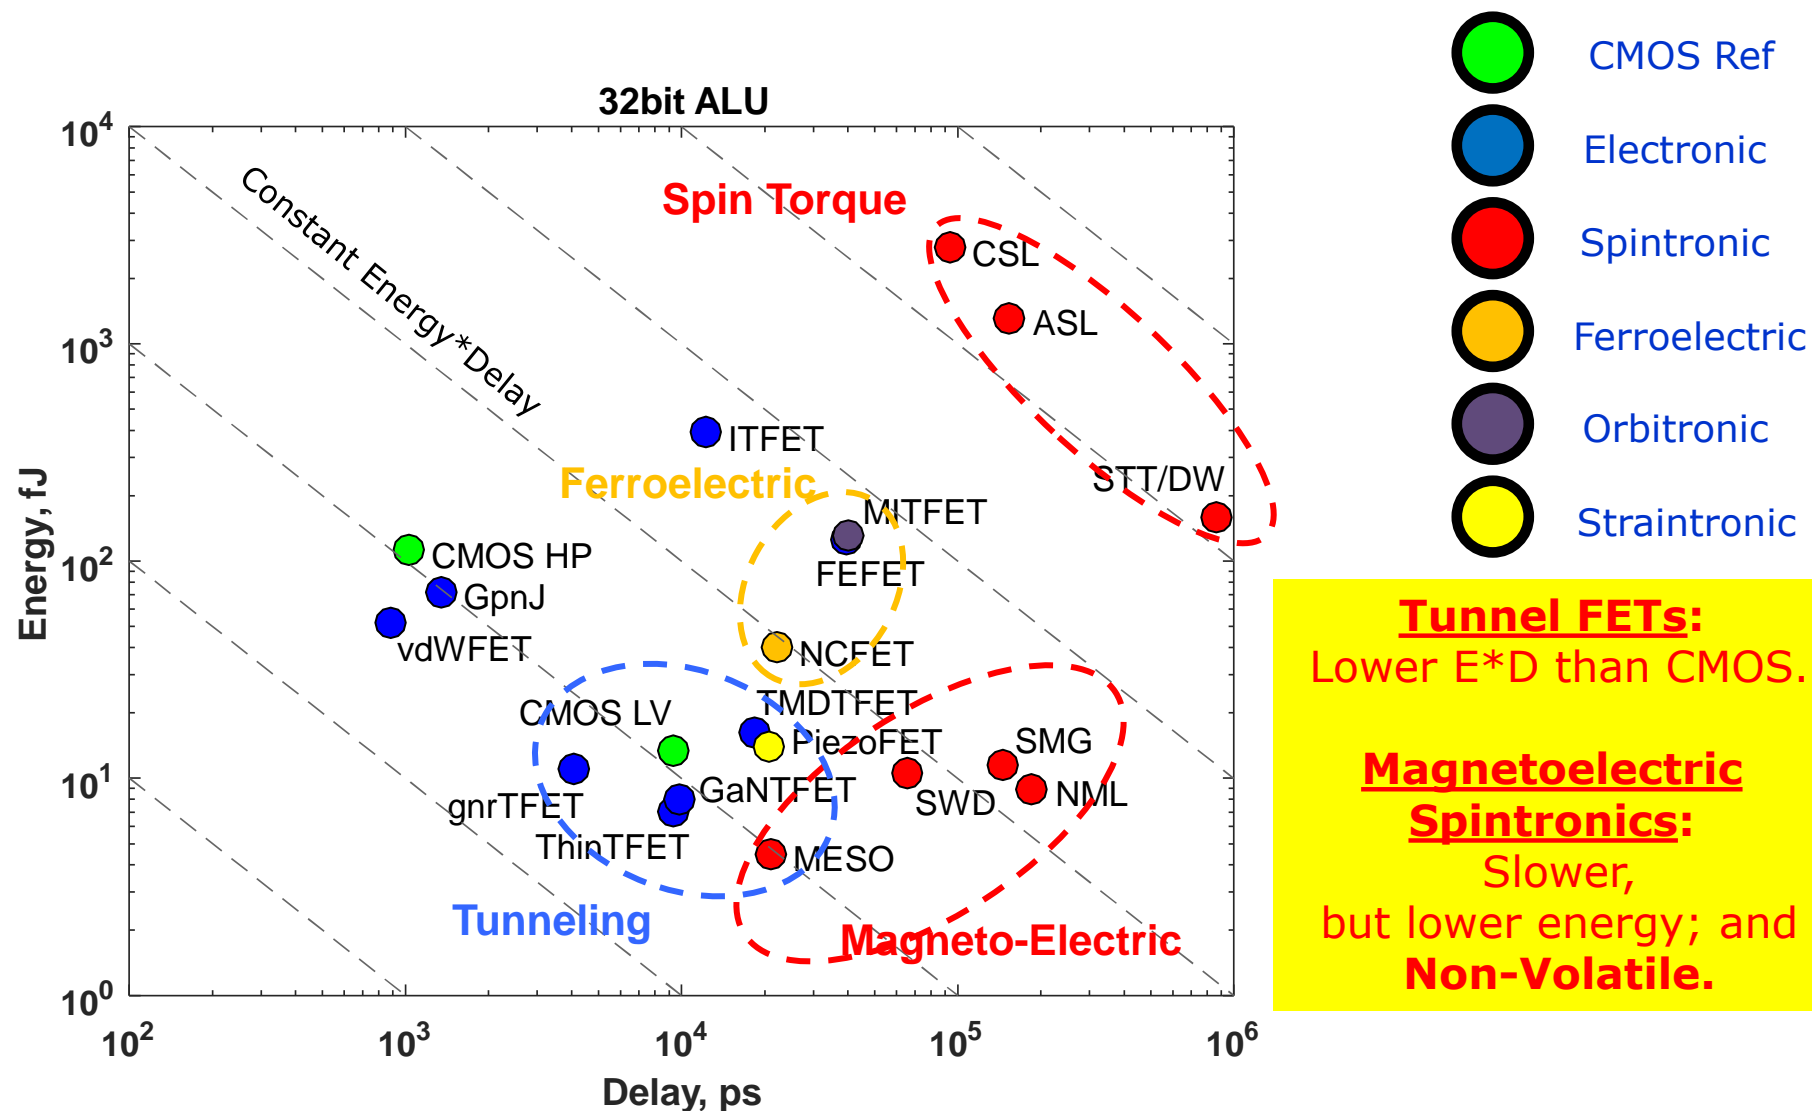 32bit ALU
10^4
10^3
10^2
10^1
10^0
Energy, fJ
10^2
10^3
10^4
10^5
10^6
Delay, ps
Constant Energy*Delay
Spin Torque
CSL
ASL
STT/DW
ITFET
Ferroelectric
MITFET
FEFET
NCFET
CMOS HP
GpnJ
vdWFET
CMOS LV
TMDTFET
PiezoFET
gnrTFET
GaNTFET
ThinTFET
MESO
SMG
SWD
NML
Tunneling
Magneto-Electric
CMOS Ref
Electronic
Spintronic
Ferroelectric
Orbitronic
Straintronic
Tunnel FETs:
Lower E*D than CMOS.
Magnetoelectric
Spintronics:
Slower,
but lower energy; and
Non-Volatile.